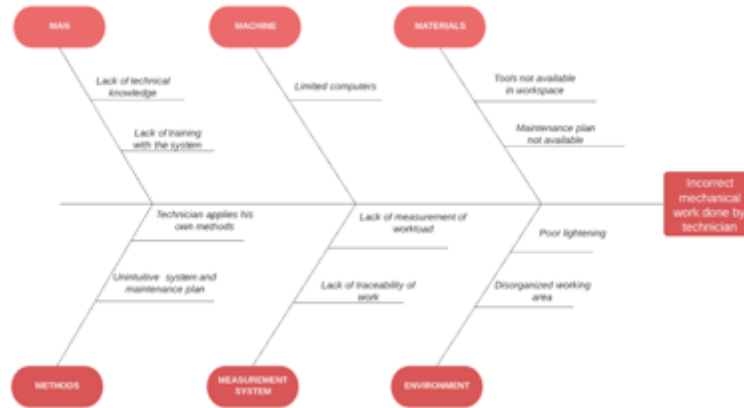 MAN
MACHINE
MATERIALS
Lack of technical
knowledge
Limited computers
Tools not available
in workspace
Lack of training
with the system
Maintenance plan
not available
Incorrect
mechanical
work done by
technician
Technician applies his
own methods
Lack of measurement of
workload
Poor lightening
Unintuitive system and
maintenance plan
Lack of traceability of
work
Disorganized working
area
METHODS
MEASUREMENT
SYSTEM
ENVIRONMENT